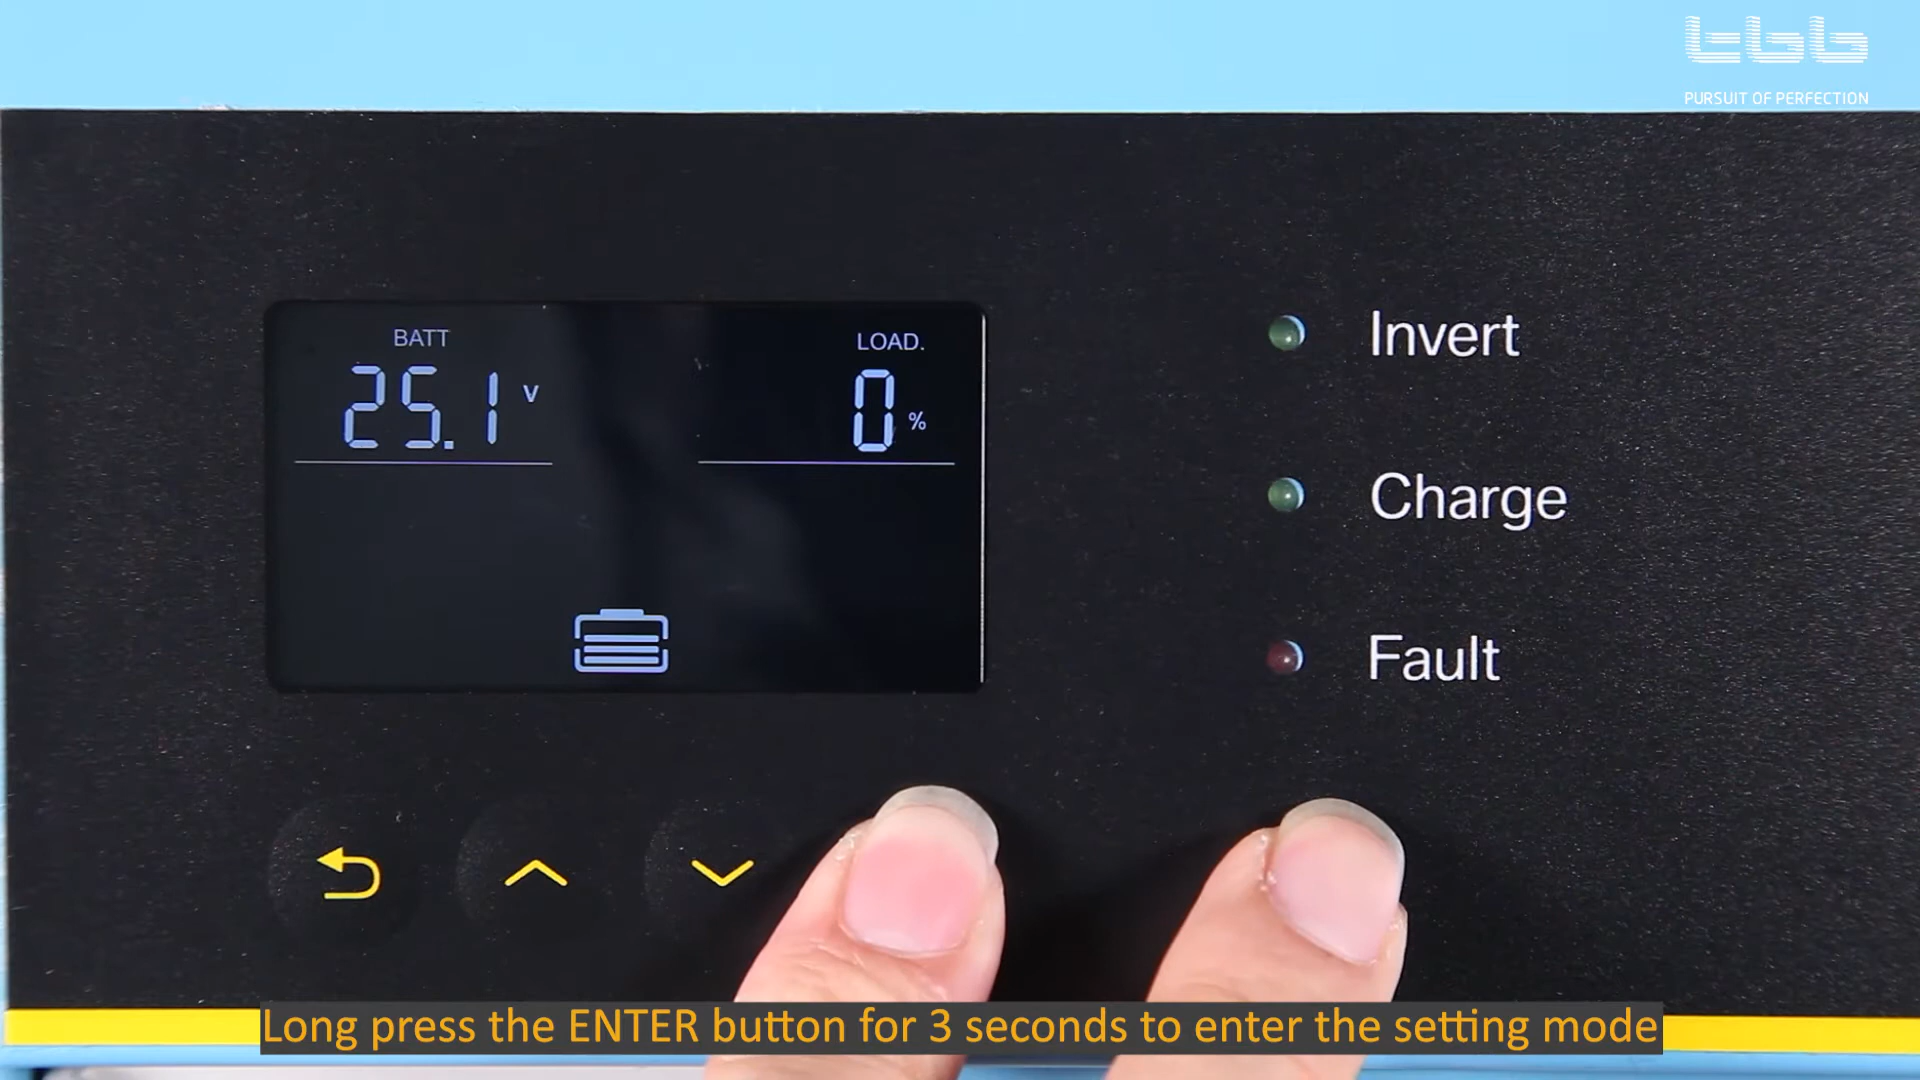 tbb
PURSUIT OF PERFECTION
BATT
25.1 V
LOAD.
0 %
Invert
Charge
Fault
Long press the ENTER button for 3 seconds to enter the setting mode